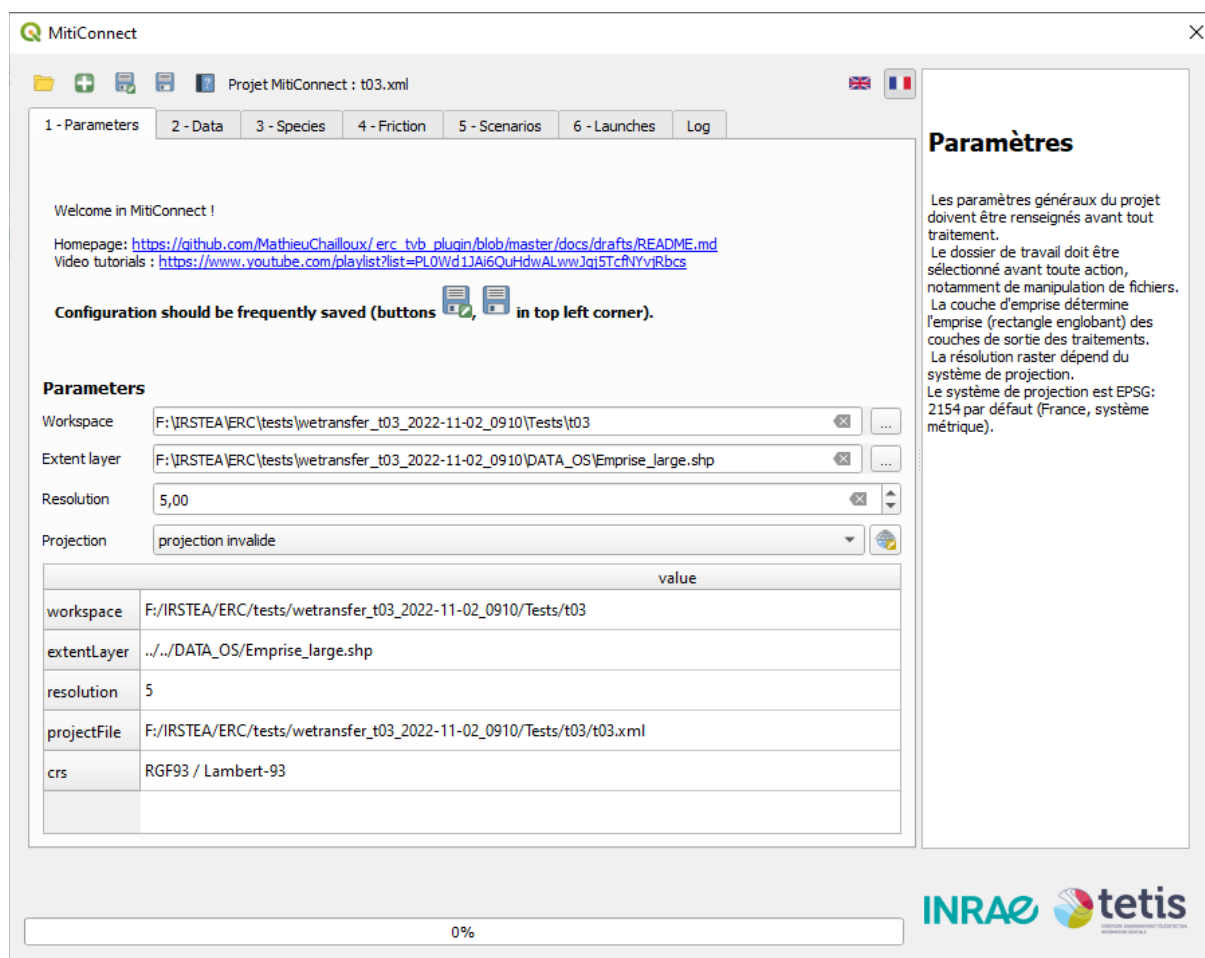 MitiConnect
Projet MitiConnect : t03.xml
1 - Parameters 2 - Data 3 - Species 4 - Friction 5 - Scenarios 6 - Launches Log
Welcome in MitiConnect !
Homepage: https://github.com/MathieuChailloux/ erc_tvb_plugin/blob/master/docs/drafts/README.md
Video tutorials : https://www.youtube.com/playlist?list=PL0Wd1JAi6QuHdwALwwJqj5TcfNYvjRbcs
Configuration should be frequently saved (buttons , in top left corner).
Parameters
Workspace F:\IRSTEA\ERC\tests\wetransfer_t03_2022-11-02_0910\Tests\t03 ...
Extent layer F:\IRSTEA\ERC\tests\wetransfer_t03_2022-11-02_0910\DATA_OS\Emprise_large.shp ...
Resolution 5,00
Projection projection invalide
value
workspace F:/IRSTEA/ERC/tests/wetransfer_t03_2022-11-02_0910/Tests/t03
extentLayer ../../DATA_OS/Emprise_large.shp
resolution 5
projectFile F:/IRSTEA/ERC/tests/wetransfer_t03_2022-11-02_0910/Tests/t03/t03.xml
crs RGF93 / Lambert-93
0%
Paramètres
Les paramètres généraux du projet
doivent être renseignés avant tout
traitement.
Le dossier de travail doit être
sélectionné avant toute action,
notamment de manipulation de fichiers.
La couche d'emprise détermine
l'emprise (rectangle englobant) des
couches de sortie des traitements.
La résolution raster dépend du
système de projection.
Le système de projection est EPSG:
2154 par défaut (France, système
métrique).
INRAE
tetis